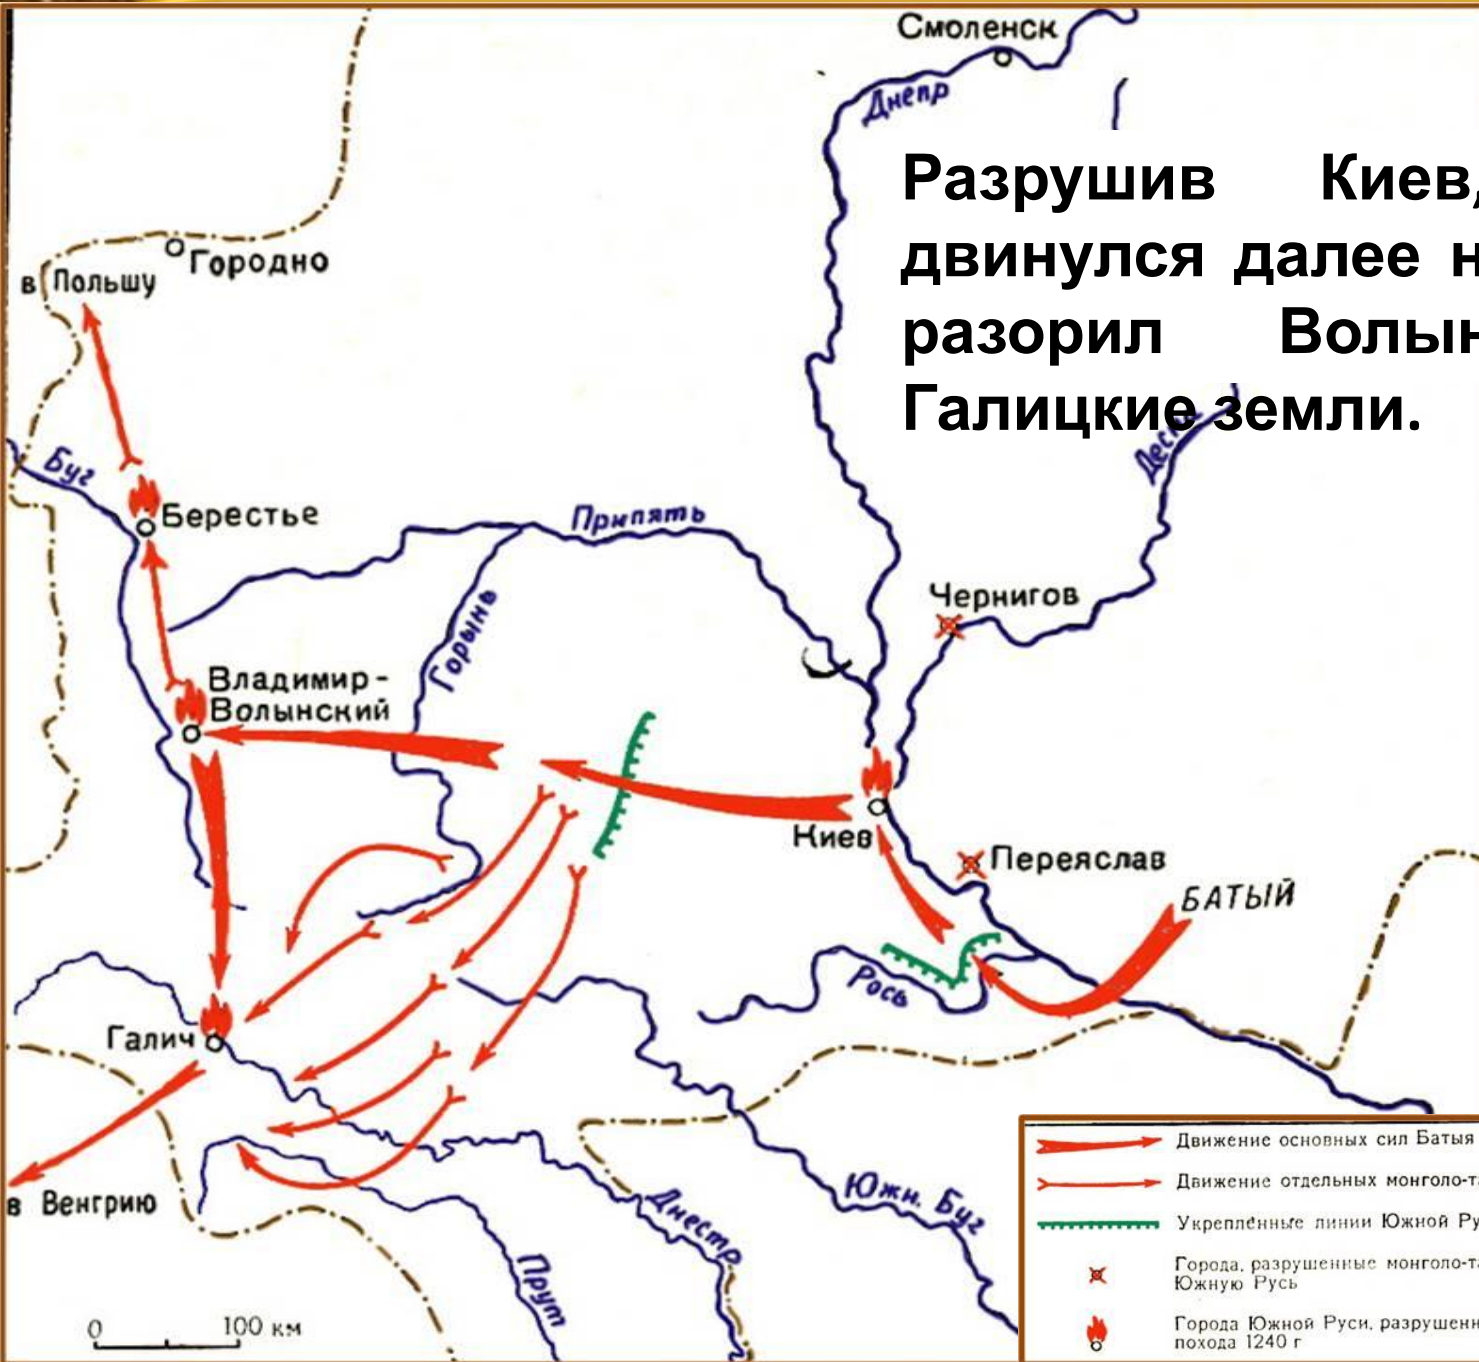 Смоленск
Днепр
Разрушив Киев,
двинулся далее н
разорил Волын
Галицкие земли.
Городно
в Польшу
Десна
Буг
Берестье
Припять
Горынь
Чернигов
Владимир-
Волынский
Киев
Переяслав
БАТЫЙ
Рось
Галич
в Венгрию
Южн. Буг
Днестр
Прут
0 100 км
Движение основных сил Батыя
Движение отдельных монголо-та
Укреплённые линии Южной Ру
Города, разрушенные монголо-та
Южную Русь
Города Южной Руси, разрушенн
похода 1240 г